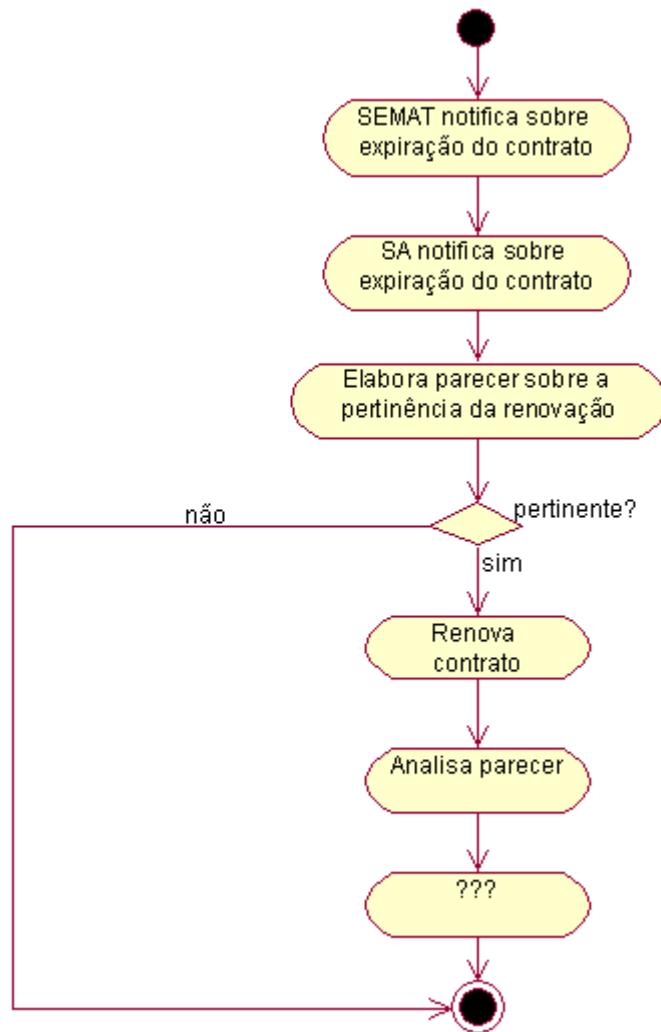 SEMAT notifica sobre
expiração do contrato
SA notifica sobre
expiração do contrato
Elabora parecer sobre a
pertinência da renovação
não
pertinente?
sim
Renova
contrato
Analisa parecer
???